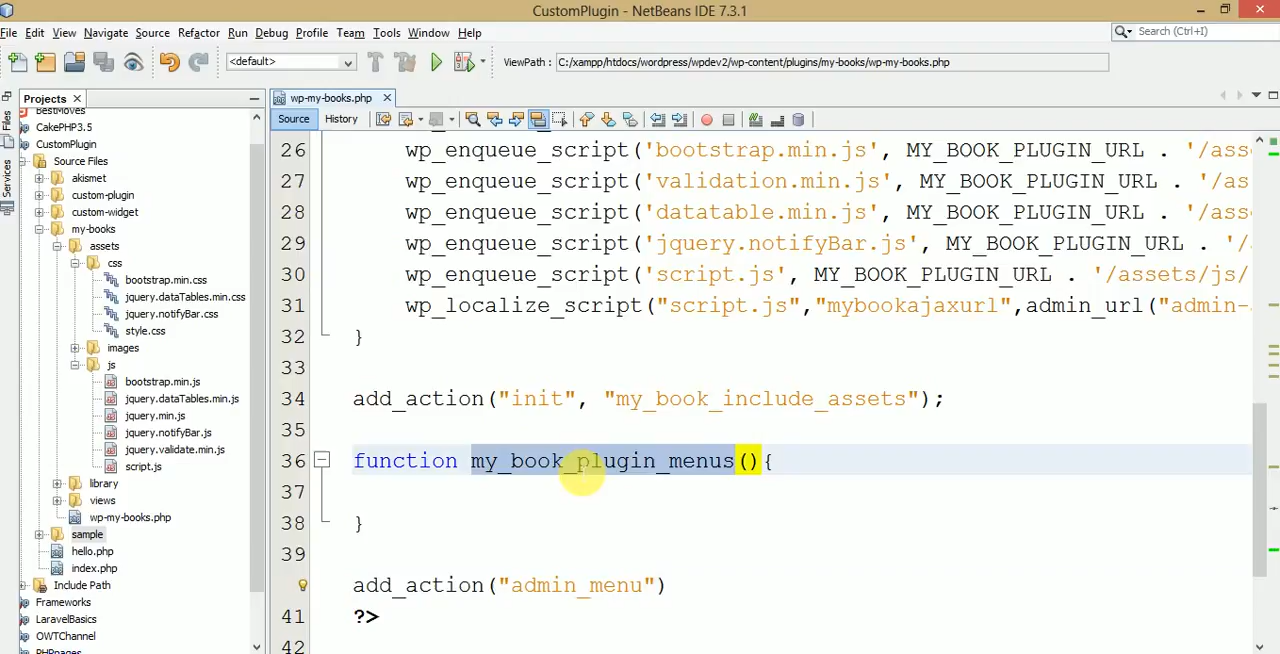 CustomPlugin - NetBeans IDE 7.3.1
File Edit View Navigate Source Refactor Run Debug Profile Team Tools Window Help
Search (Ctrl+I)
<default>
ViewPath : C:/xampp/htdocs/wordpress/wpdev2/wp-content/plugins/my-books/wp-my-books.php
Files
Services
Projects
BestMoves
CakePHP3.5
CustomPlugin
Source Files
akismet
custom-plugin
custom-widget
my-books
assets
css
bootstrap.min.css
jquery.dataTables.min.css
jquery.notifyBar.css
style.css
images
js
bootstrap.min.js
jquery.dataTables.min.js
jquery.min.js
jquery.notifyBar.js
jquery.validate.min.js
script.js
library
views
wp-my-books.php
sample
hello.php
index.php
Include Path
Frameworks
LaravelBasics
OWTChannel
PHPpages
wp-my-books.php
Source History
26 wp_enqueue_script('bootstrap.min.js', MY_BOOK_PLUGIN_URL . '/ass
27 wp_enqueue_script('validation.min.js', MY_BOOK_PLUGIN_URL . '/as
28 wp_enqueue_script('datatable.min.js', MY_BOOK_PLUGIN_URL . '/ass
29 wp_enqueue_script('jquery.notifyBar.js', MY_BOOK_PLUGIN_URL . '/
30 wp_enqueue_script('script.js', MY_BOOK_PLUGIN_URL . '/assets/js/
31 wp_localize_script("script.js","mybookajaxurl",admin_url("admin-
32 }
33
34 add_action("init", "my_book_include_assets");
35
36 function my_book_plugin_menus(){
37
38 }
39
add_action("admin_menu")
41 ?>
42